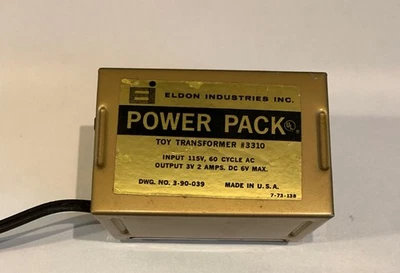 Ei ELDON INDUSTRIES INC.
POWER PACK UL
TOY TRANSFORMER #3310
INPUT 115V, 60 CYCLE AC
OUTPUT 3V 2 AMPS. DC 6V MAX.
DWG. NO. 3-90-039 MADE IN U.S.A.
7-73-138